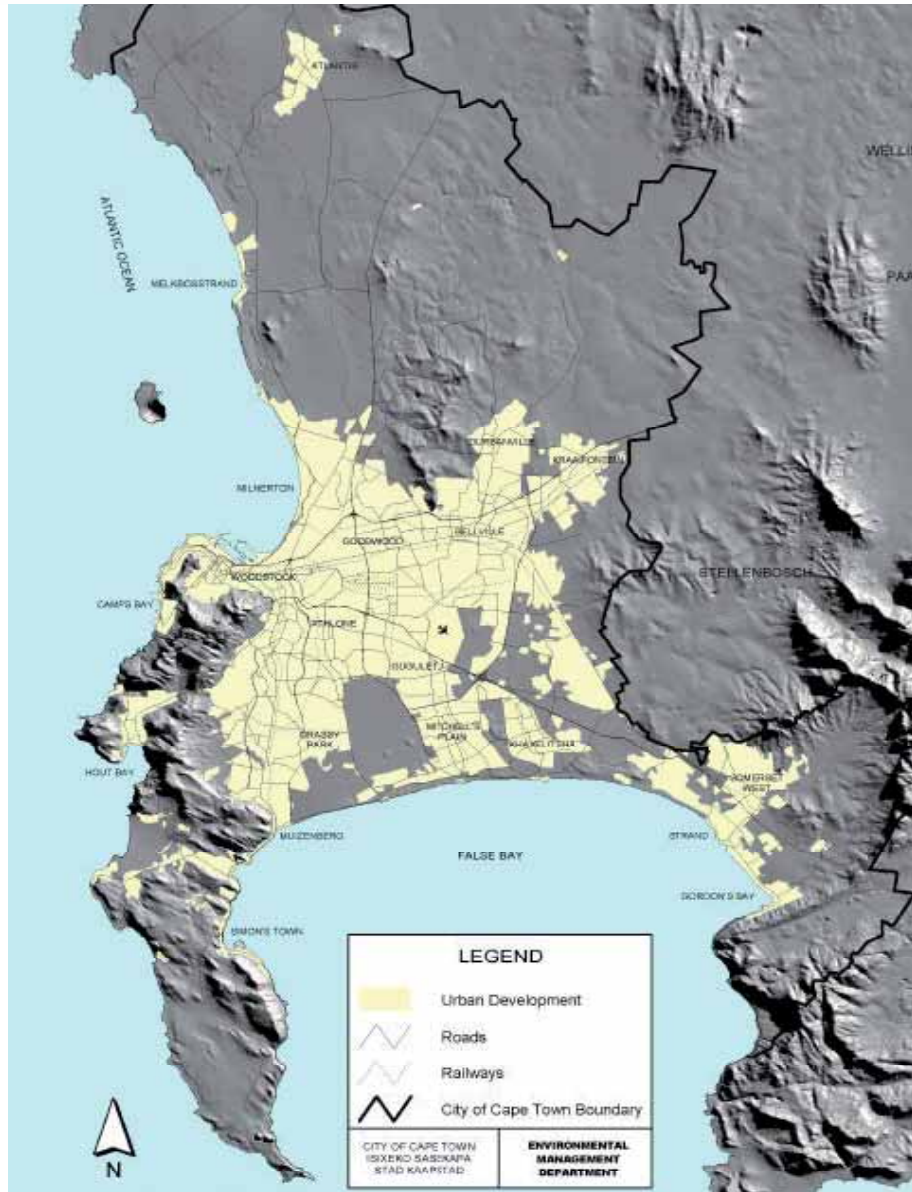 ATLANTIS
WELLI
ATLANTIC OCEAN
PAA
MELKBOSSTRAND
DURBANVILLE
KRAAIFONTEIN
MILNERTON
GOODWOOD
BELLVILLE
STELLENBOSCH
WOODSTOCK
CAMPS BAY
ATHLONE
GUGULETU
GRASSY
PARK
MITCHELL'S
PLAIN
KHAYELITSHA
HOUT BAY
SOMERSET
WEST
MUIZENBERG
STRAND
FALSE BAY
GORDON'S BAY
SIMON'S TOWN
LEGEND
Urban Development
Roads
Railways
City of Cape Town Boundary
N
CITY OF CAPE TOWN
ISIXEKO SASEKAPA
STAD KAAPSTAD
ENVIRONMENTAL
MANAGEMENT
DEPARTMENT